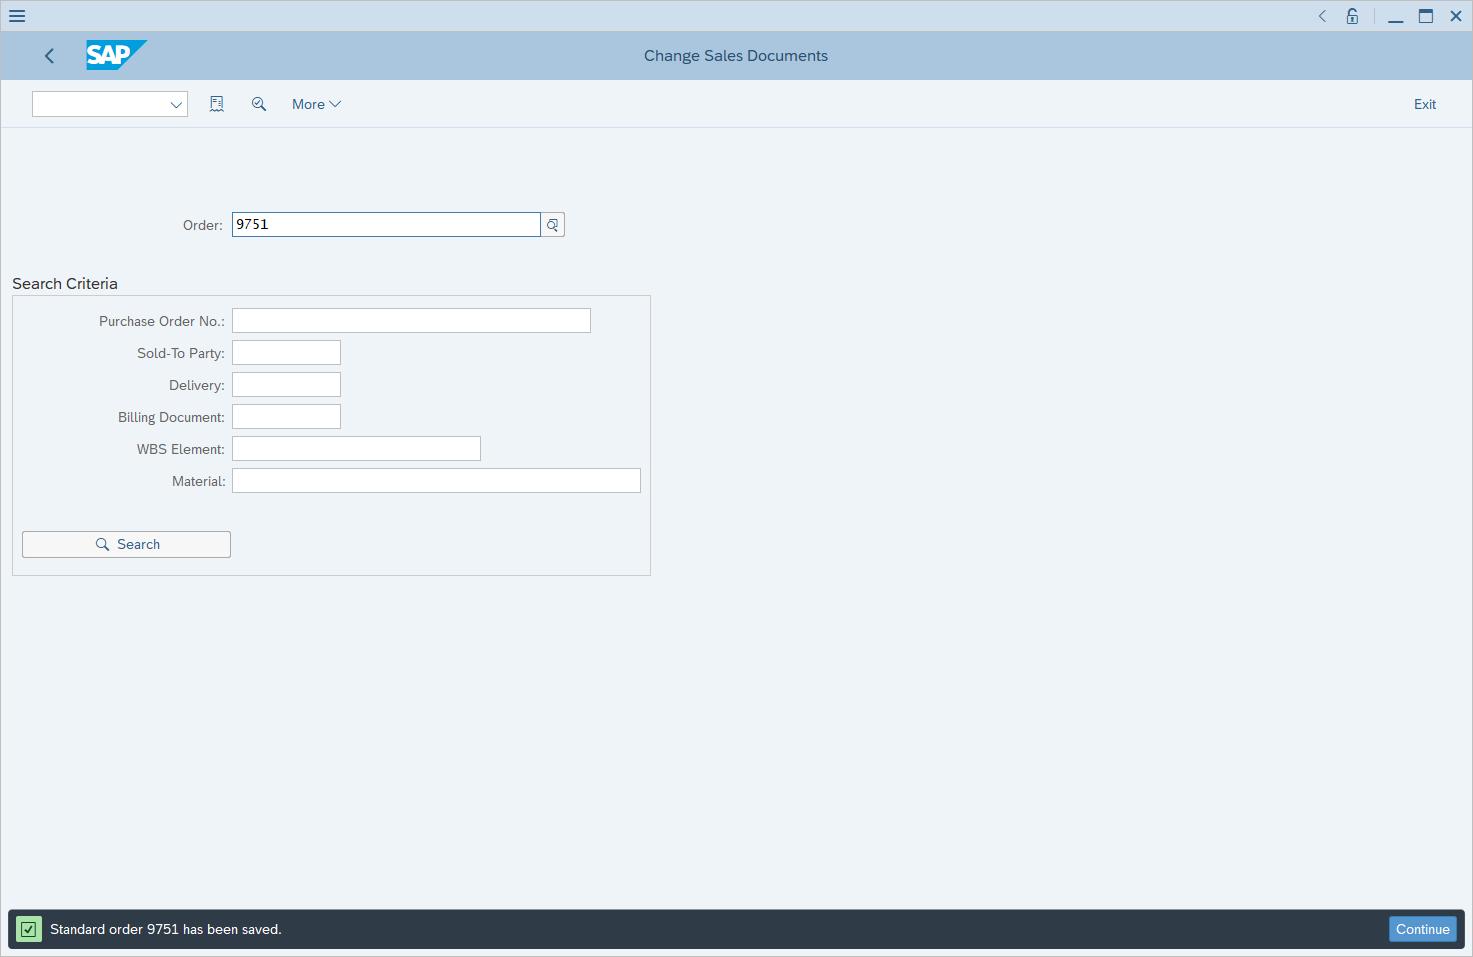 SAP
Change Sales Documents
More
Exit
Order: 9751
Search Criteria
Purchase Order No.:
Sold-To Party:
Delivery:
Billing Document:
WBS Element:
Material:
Search
Standard order 9751 has been saved.
Continue